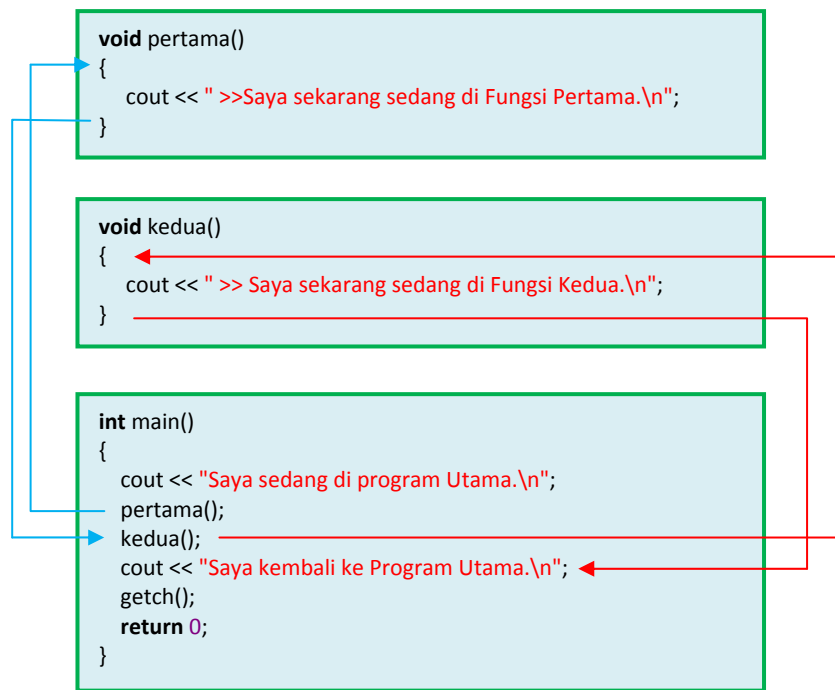 void pertama()
{
cout << " >>Saya sekarang sedang di Fungsi Pertama.\n";
}
void kedua()
{
cout << " >> Saya sekarang sedang di Fungsi Kedua.\n";
}
int main()
{
cout << "Saya sedang di program Utama.\n";
pertama();
kedua();
cout << "Saya kembali ke Program Utama.\n";
getch();
return 0;
}